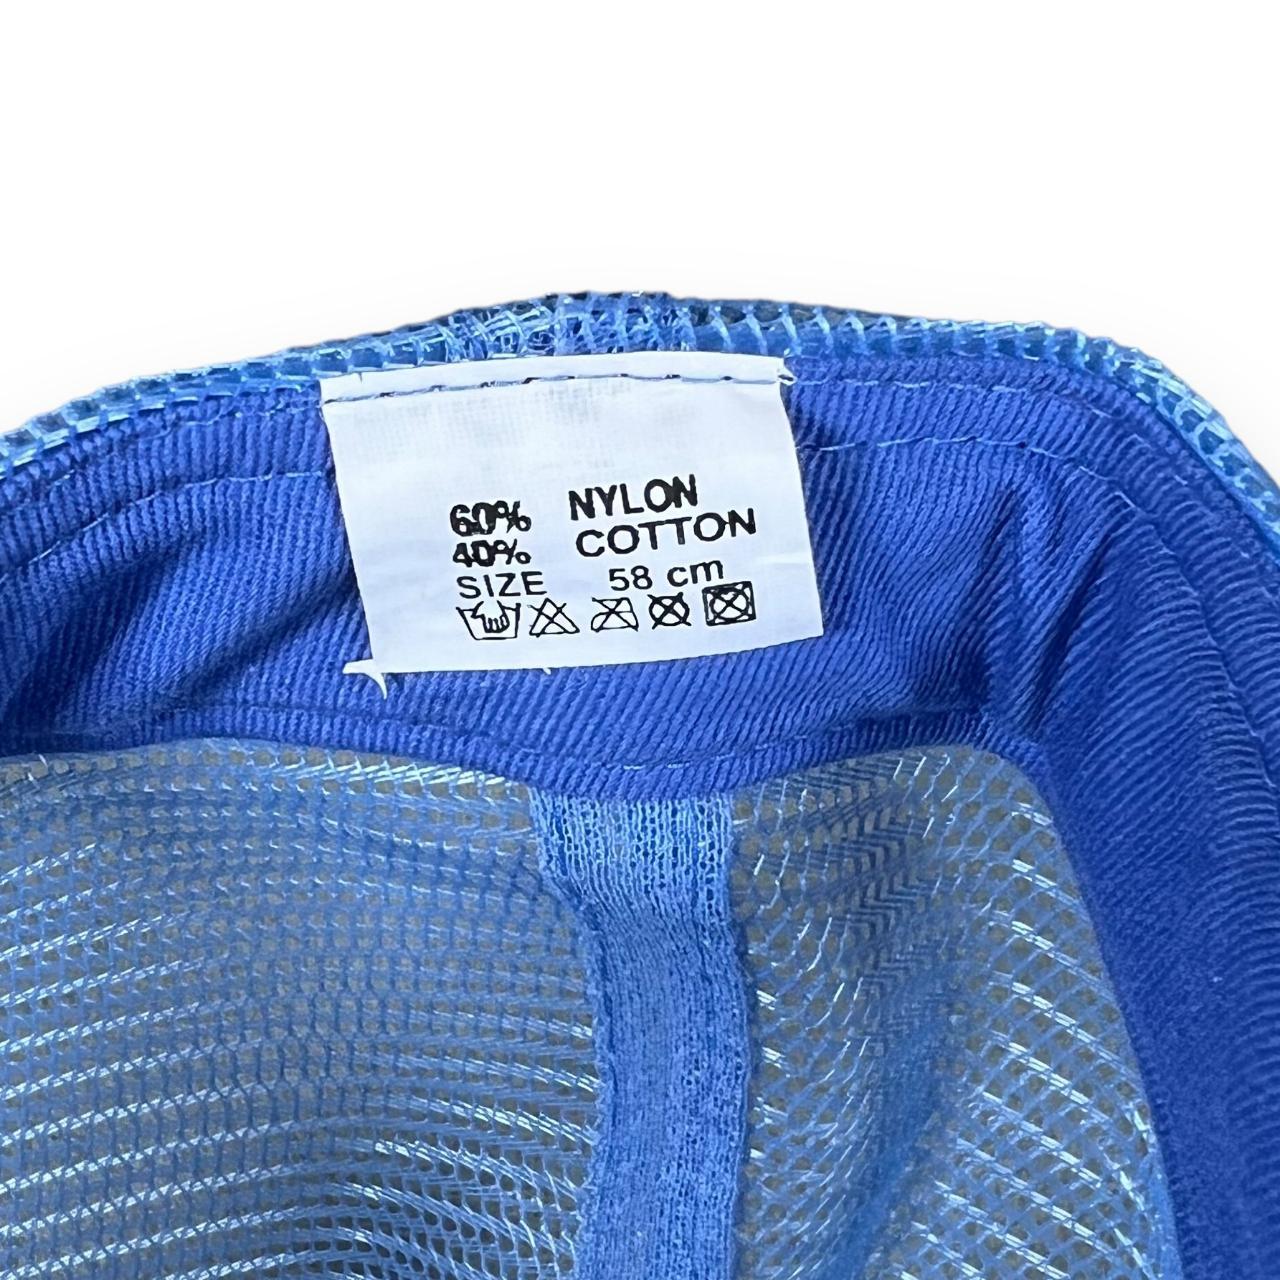 60% NYLON
40% COTTON
SIZE 58 cm